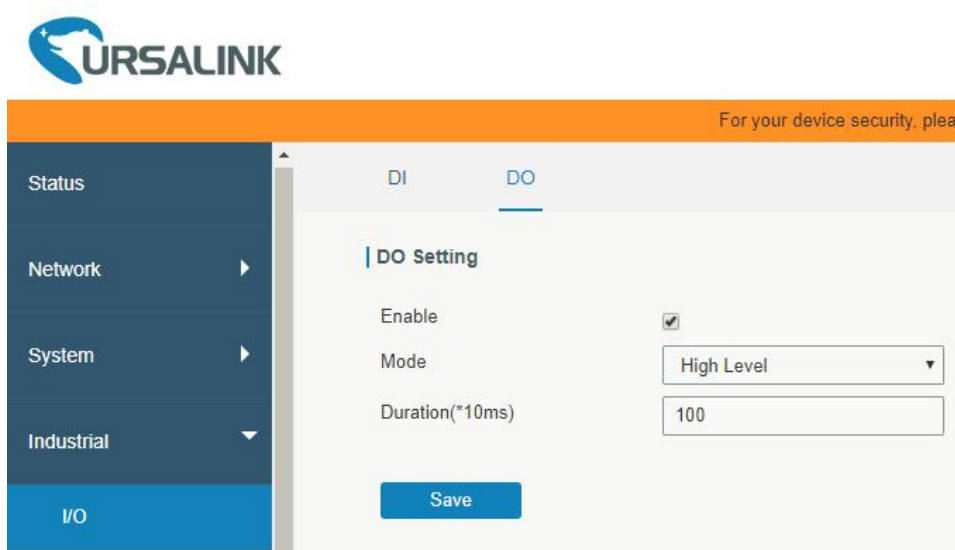 URSALINK
For your device security, plea
Status
DI DO
DO Setting
Network
Enable
System
Mode High Level
Duration(*10ms) 100
Industrial
Save
I/O